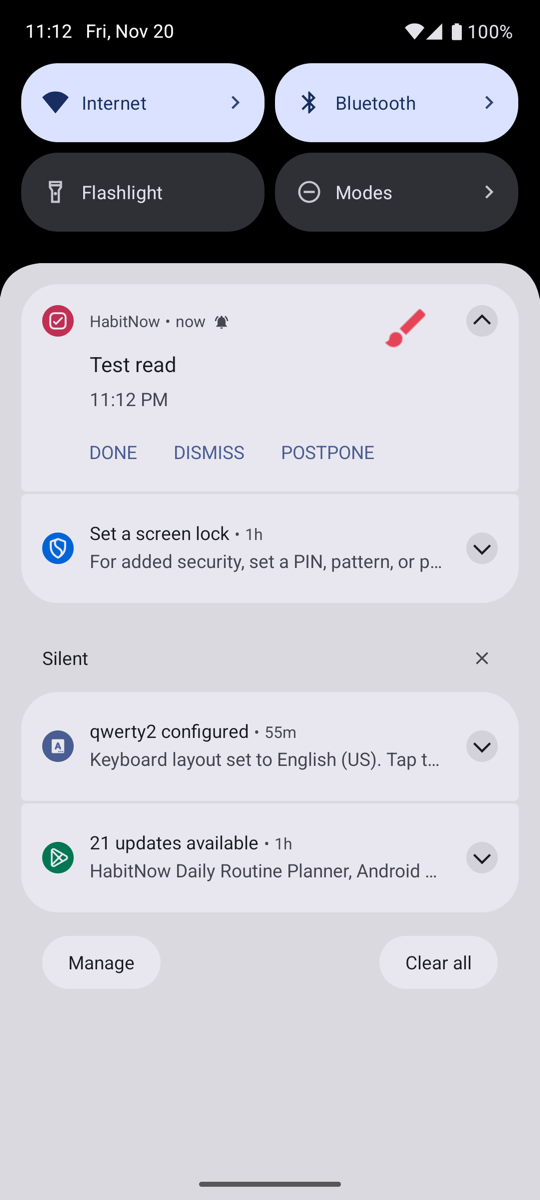 11:12 Fri, Nov 20 100%
Internet
Bluetooth
Flashlight
Modes
HabitNow • now
Test read
11:12 PM
DONE DISMISS POSTPONE
Set a screen lock • 1h
For added security, set a PIN, pattern, or p…
Silent
qwerty2 configured • 55m
Keyboard layout set to English (US). Tap t…
21 updates available • 1h
HabitNow Daily Routine Planner, Android …
Manage
Clear all